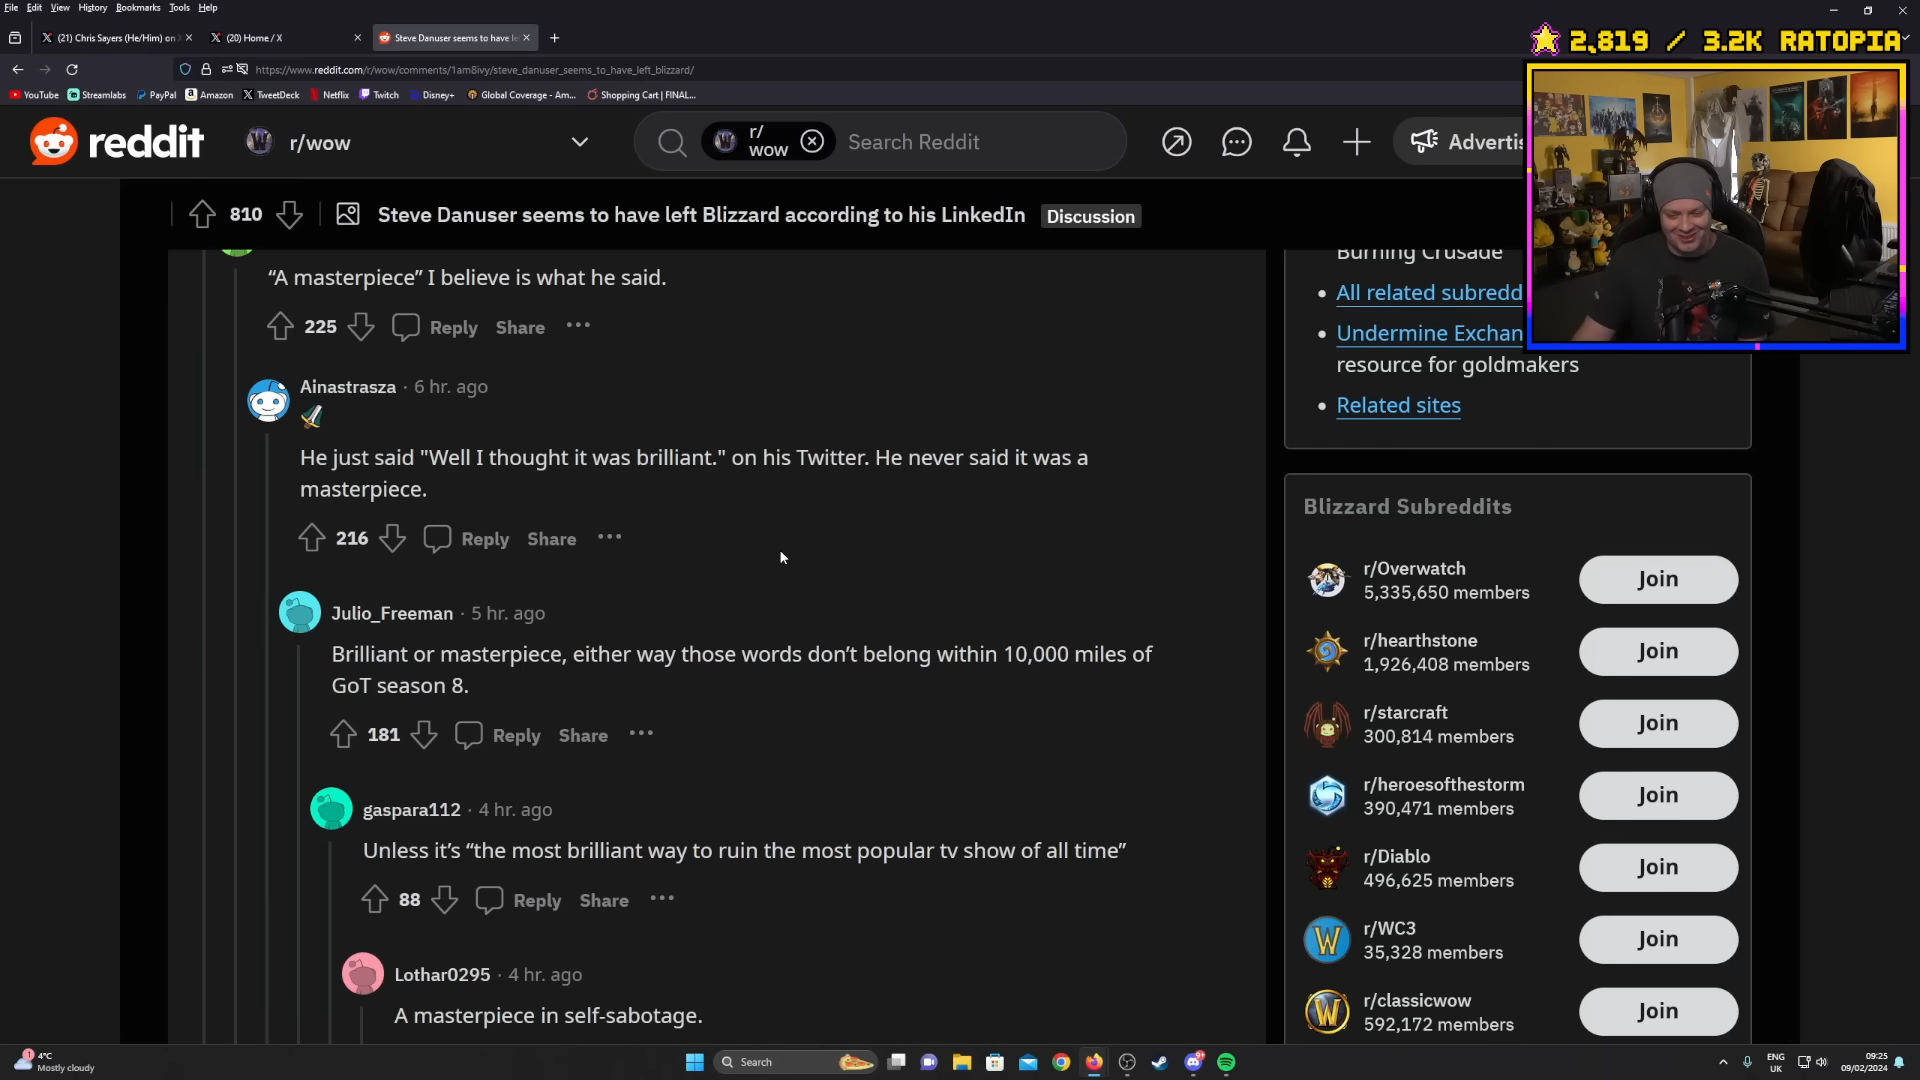 File Edit View History Bookmarks Tools Help
(21) Chris Sayers (He/Him) on X
(20) Home / X
Steve Danuser seems to have le
2,819 / 3.2K RATOPIA
https://www.reddit.com/r/wow/comments/1am8ivy/steve_danuser_seems_to_have_left_blizzard/
YouTube Streamlabs PayPal Amazon TweetDeck Netflix Twitch Disney+ Global Coverage - Am... Shopping Cart | FINAL...
reddit r/wow r/wow Search Reddit Advertis
810 Steve Danuser seems to have left Blizzard according to his LinkedIn Discussion
“A masterpiece” I believe is what he said.
225 Reply Share ...
Ainastrasza · 6 hr. ago
He just said "Well I thought it was brilliant." on his Twitter. He never said it was a
masterpiece.
216 Reply Share ...
Julio_Freeman · 5 hr. ago
Brilliant or masterpiece, either way those words don’t belong within 10,000 miles of
GoT season 8.
181 Reply Share ...
gaspara112 · 4 hr. ago
Unless it’s “the most brilliant way to ruin the most popular tv show of all time”
88 Reply Share ...
Lothar0295 · 4 hr. ago
A masterpiece in self-sabotage.
Burning Crusade
All related subredd
Undermine Exchan
resource for goldmakers
Related sites
Blizzard Subreddits
r/Overwatch
5,335,650 members
Join
r/hearthstone
1,926,408 members
Join
r/starcraft
300,814 members
Join
r/heroesofthestorm
390,471 members
Join
r/Diablo
496,625 members
Join
r/WC3
35,328 members
Join
r/classicwow
592,172 members
Join
4°C
Mostly cloudy
Search
ENG
UK
09:25
09/02/2024